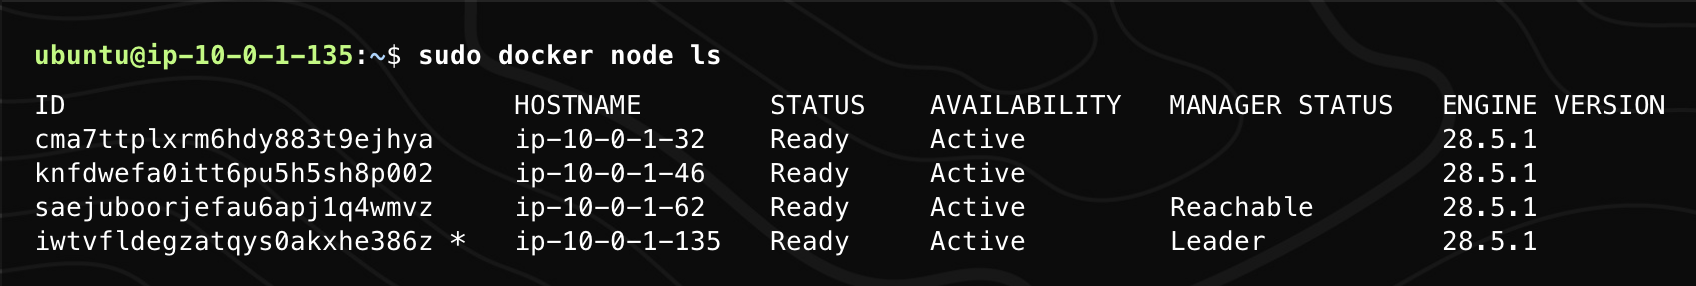 ubuntu@ip-10-0-1-135:~$ sudo docker node ls
ID HOSTNAME STATUS AVAILABILITY MANAGER STATUS ENGINE VERSION
cma7ttplxrm6hdy883t9ejhya ip-10-0-1-32 Ready Active 28.5.1
knfdwefa0itt6pu5h5sh8p002 ip-10-0-1-46 Ready Active 28.5.1
saejuboorjefau6apj1q4wmvz ip-10-0-1-62 Ready Active Reachable 28.5.1
iwtvfldegzatqys0akxhe386z * ip-10-0-1-135 Ready Active Leader 28.5.1